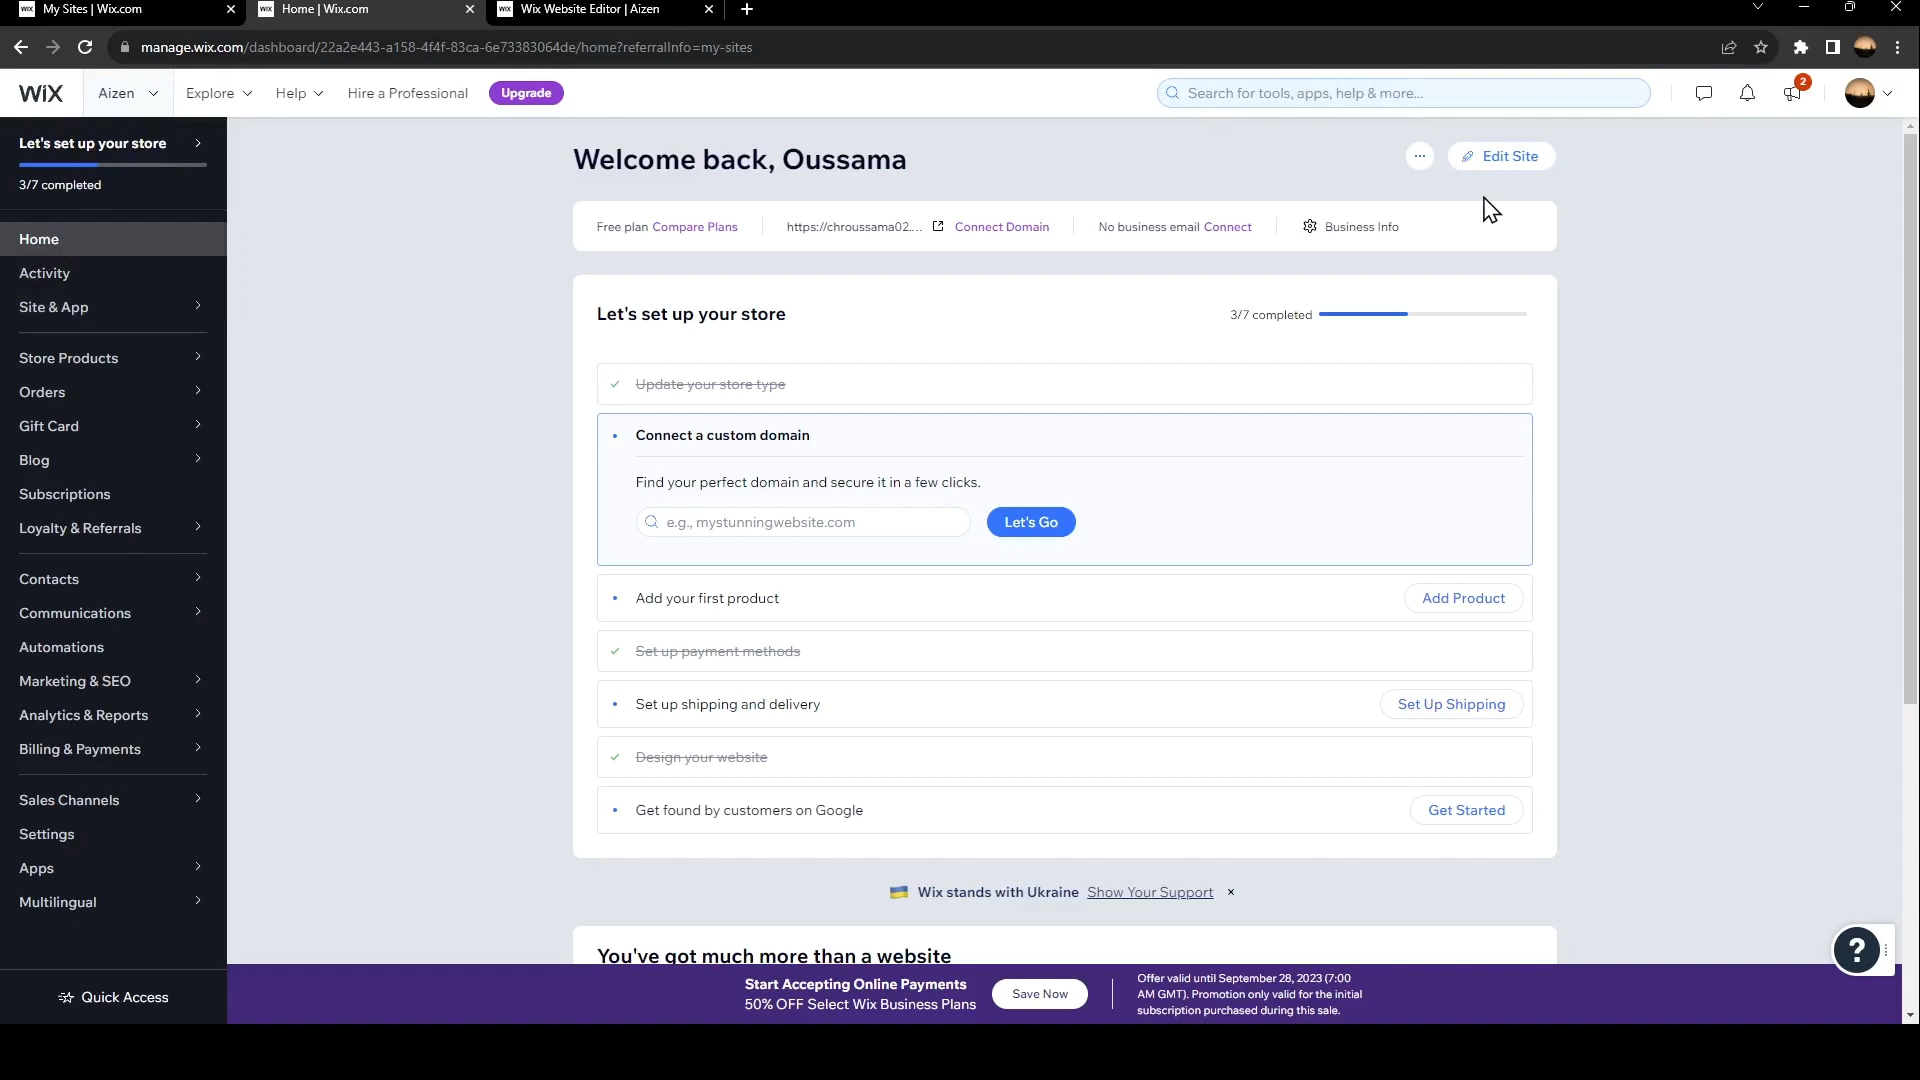 WIX My Sites | Wix.com
WIX Home | Wix.com
WIX Wix Website Editor | Aizen
manage.wix.com/dashboard/22a2e443-a158-4f4f-83ca-6e73383064de/home?referralInfo=my-sites
WIX
Aizen
Explore
Help
Hire a Professional
Upgrade
Search for tools, apps, help & more...
2
Let's set up your store
3/7 completed
Home
Activity
Site & App
Store Products
Orders
Gift Card
Blog
Subscriptions
Loyalty & Referrals
Contacts
Communications
Automations
Marketing & SEO
Analytics & Reports
Billing & Payments
Sales Channels
Settings
Apps
Multilingual
Quick Access
Welcome back, Oussama
Edit Site
Free plan Compare Plans
https://chroussama02.... Connect Domain
No business email Connect
Business Info
Let's set up your store
3/7 completed
Update your store type
Connect a custom domain
Find your perfect domain and secure it in a few clicks.
e.g., mystunningwebsite.com
Let's Go
Add your first product
Add Product
Set up payment methods
Set up shipping and delivery
Set Up Shipping
Design your website
Get found by customers on Google
Get Started
Wix stands with Ukraine Show Your Support
You've got much more than a website
Start Accepting Online Payments
50% OFF Select Wix Business Plans
Save Now
Offer valid until September 28, 2023 (7:00
AM GMT). Promotion only valid for the initial
subscription purchased during this sale.
?